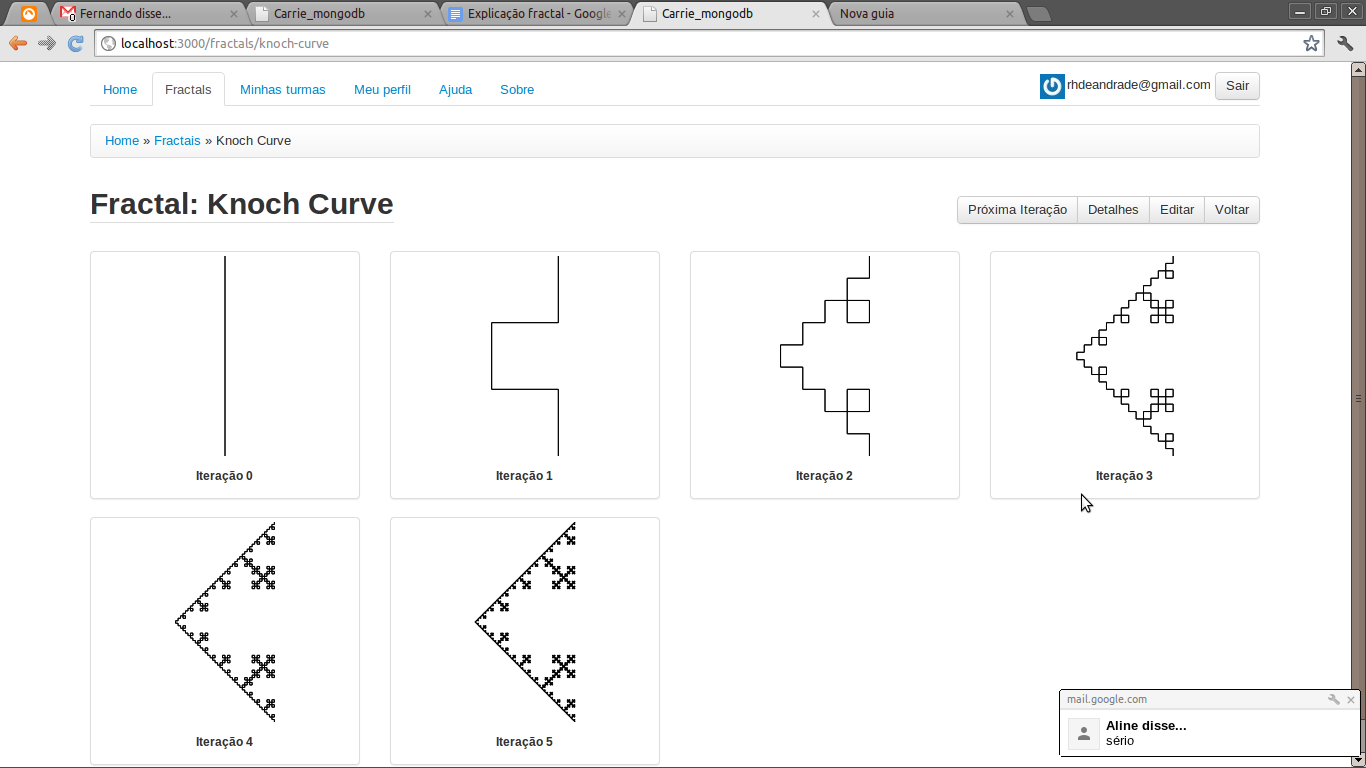 Fernando disse...
Carrie_mongodb
Explicação fractal - Google
Carrie_mongodb
Nova guia
localhost:3000/fractals/knoch-curve
Home
Fractals
Minhas turmas
Meu perfil
Ajuda
Sobre
rhdeandrade@gmail.com
Sair
Home » Fractais » Knoch Curve
Fractal: Knoch Curve
Próxima Iteração
Detalhes
Editar
Voltar
Iteração 0
Iteração 1
Iteração 2
Iteração 3
Iteração 4
Iteração 5
mail.google.com
Aline disse...
sério